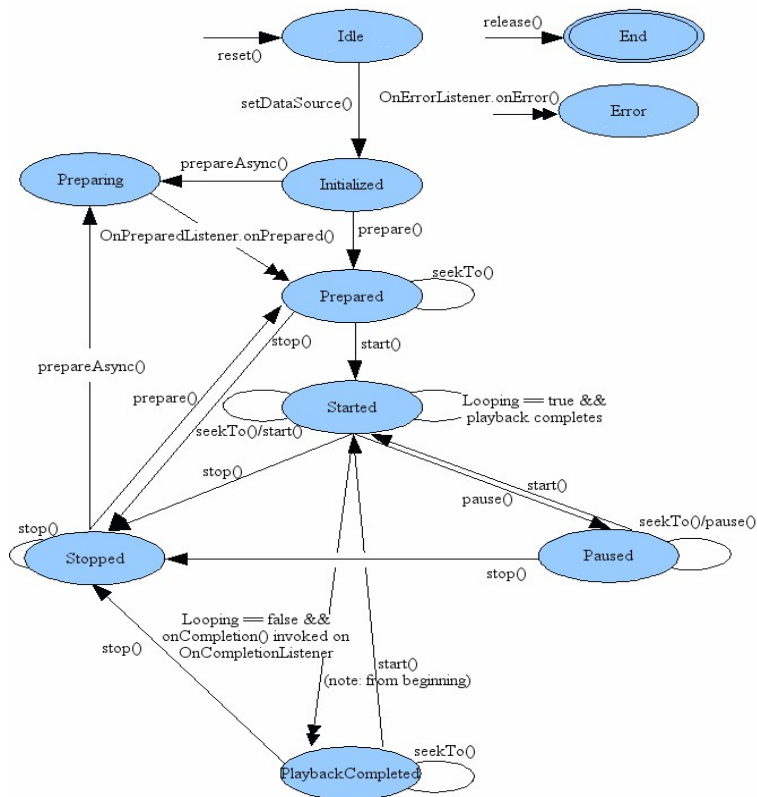 Idle
reset()
release()
End
setDataSource()
OnErrorListener.onError()
Error
prepareAsync()
Preparing
Initialized
OnPreparedListener.onPrepared()
prepare()
seekTo()
Prepared
stop()
start()
prepareAsync()
prepare()
Looping == true &&
playback completes
Started
seekTo()/start()
stop()
pause()
start()
stop()
seekTo()/pause()
Stopped
Paused
stop()
Looping == false &&
onCompletion() invoked on
OnCompletionListener
stop()
start()
(note: from beginning)
seekTo()
PlaybackCompleted